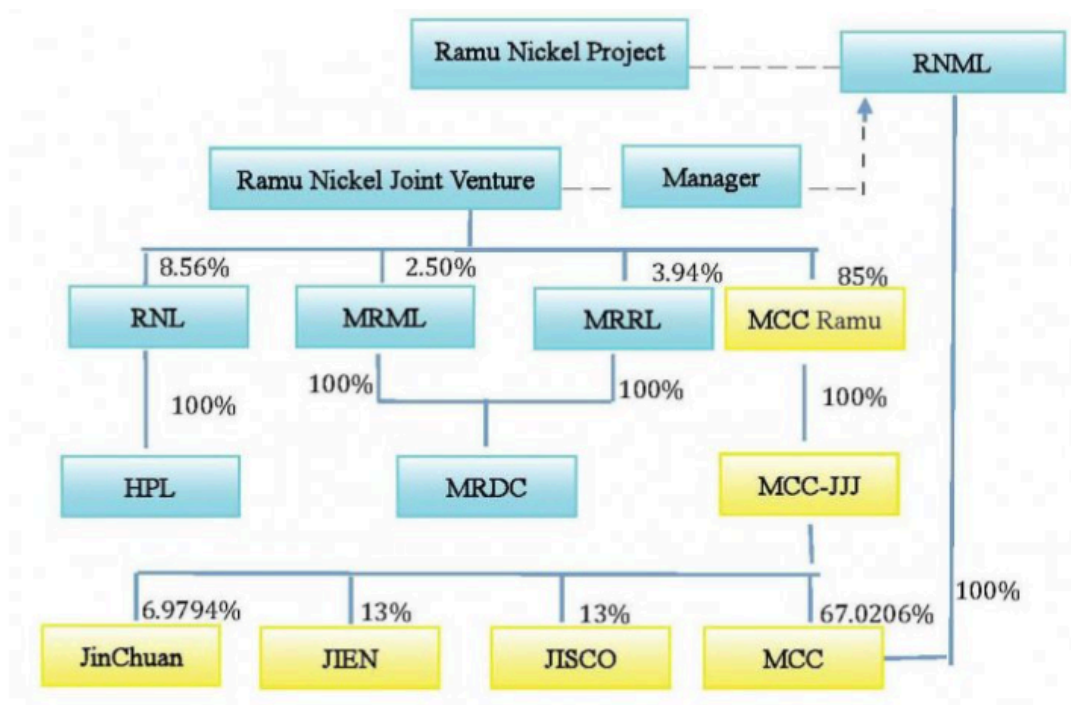 Ramu Nickel Project
RNML
Ramu Nickel Joint Venture
Manager
8.56%
2.50%
3.94%
85%
RNL
MRML
MRRL
MCC Ramu
100%
100%
100%
100%
HPL
MRDC
MCC-JJJ
100%
6.9794%
13%
13%
67.0206%
JinChuan
JIEN
JISCO
MCC